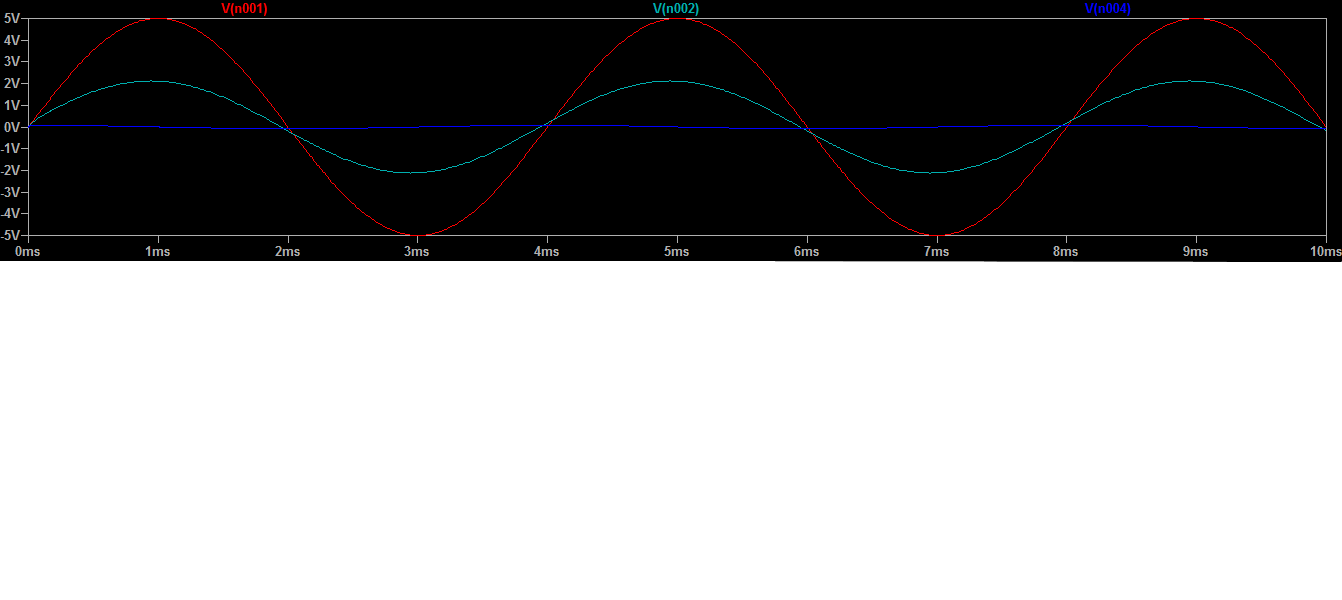 V(n001) V(n002) V(n004)
5V
4V
3V
2V
1V
0V
-1V
-2V
-3V
-4V
-5V
0ms 1ms 2ms 3ms 4ms 5ms 6ms 7ms 8ms 9ms 10ms